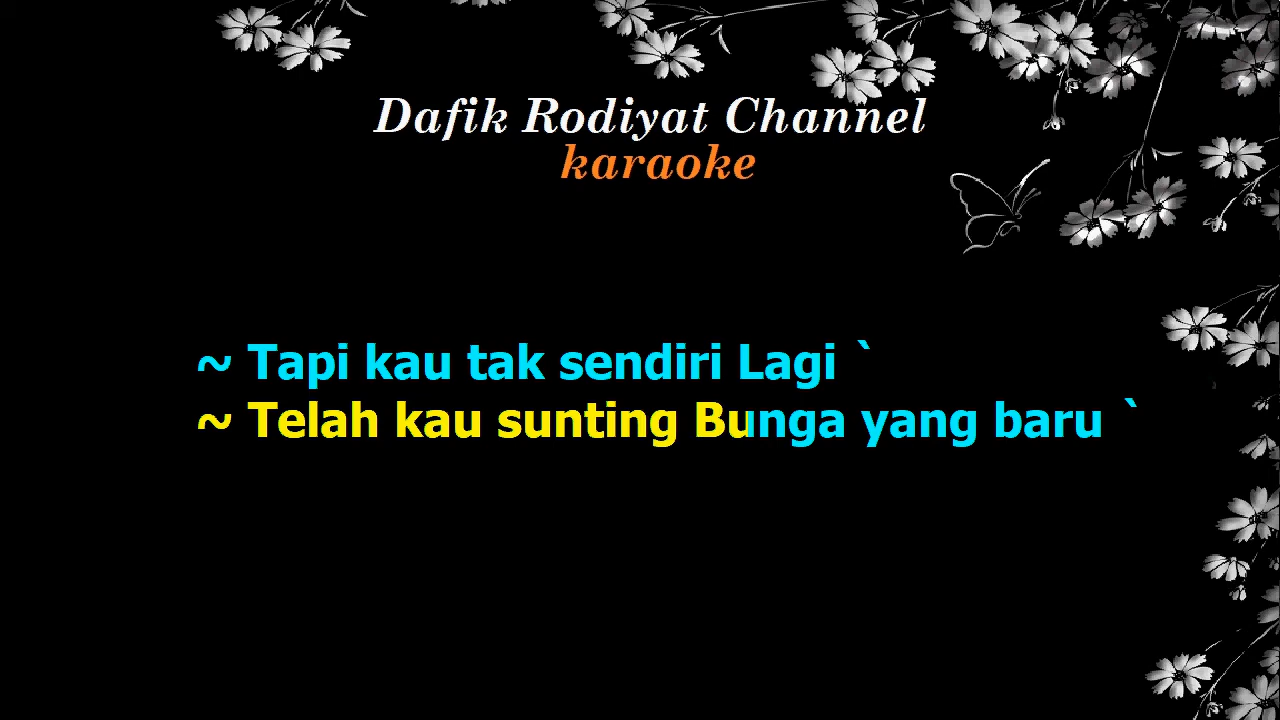 Dafik Rodiyat Channel
karaoke
~ Tapi kau tak sendiri Lagi `
~ Telah kau sunting Bunga yang baru `